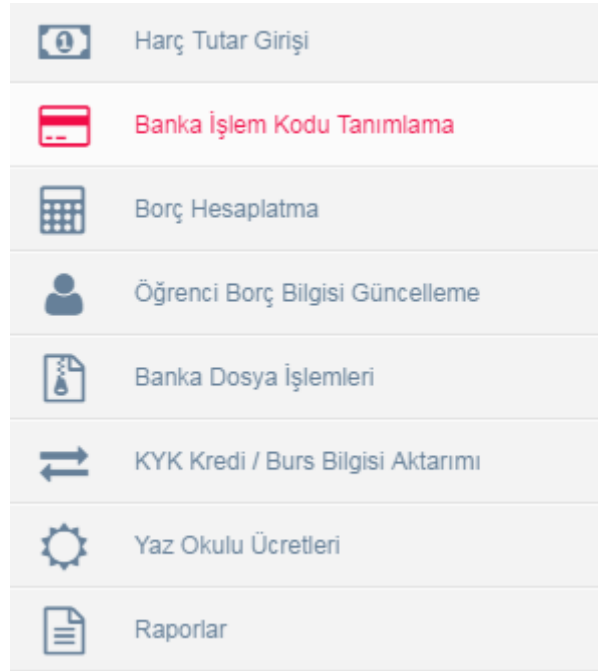 Harç Tutar Girişi
Banka İşlem Kodu Tanımlama
Borç Hesaplatma
Öğrenci Borç Bilgisi Güncelleme
Banka Dosya İşlemleri
KYK Kredi / Burs Bilgisi Aktarımı
Yaz Okulu Ücretleri
Raporlar